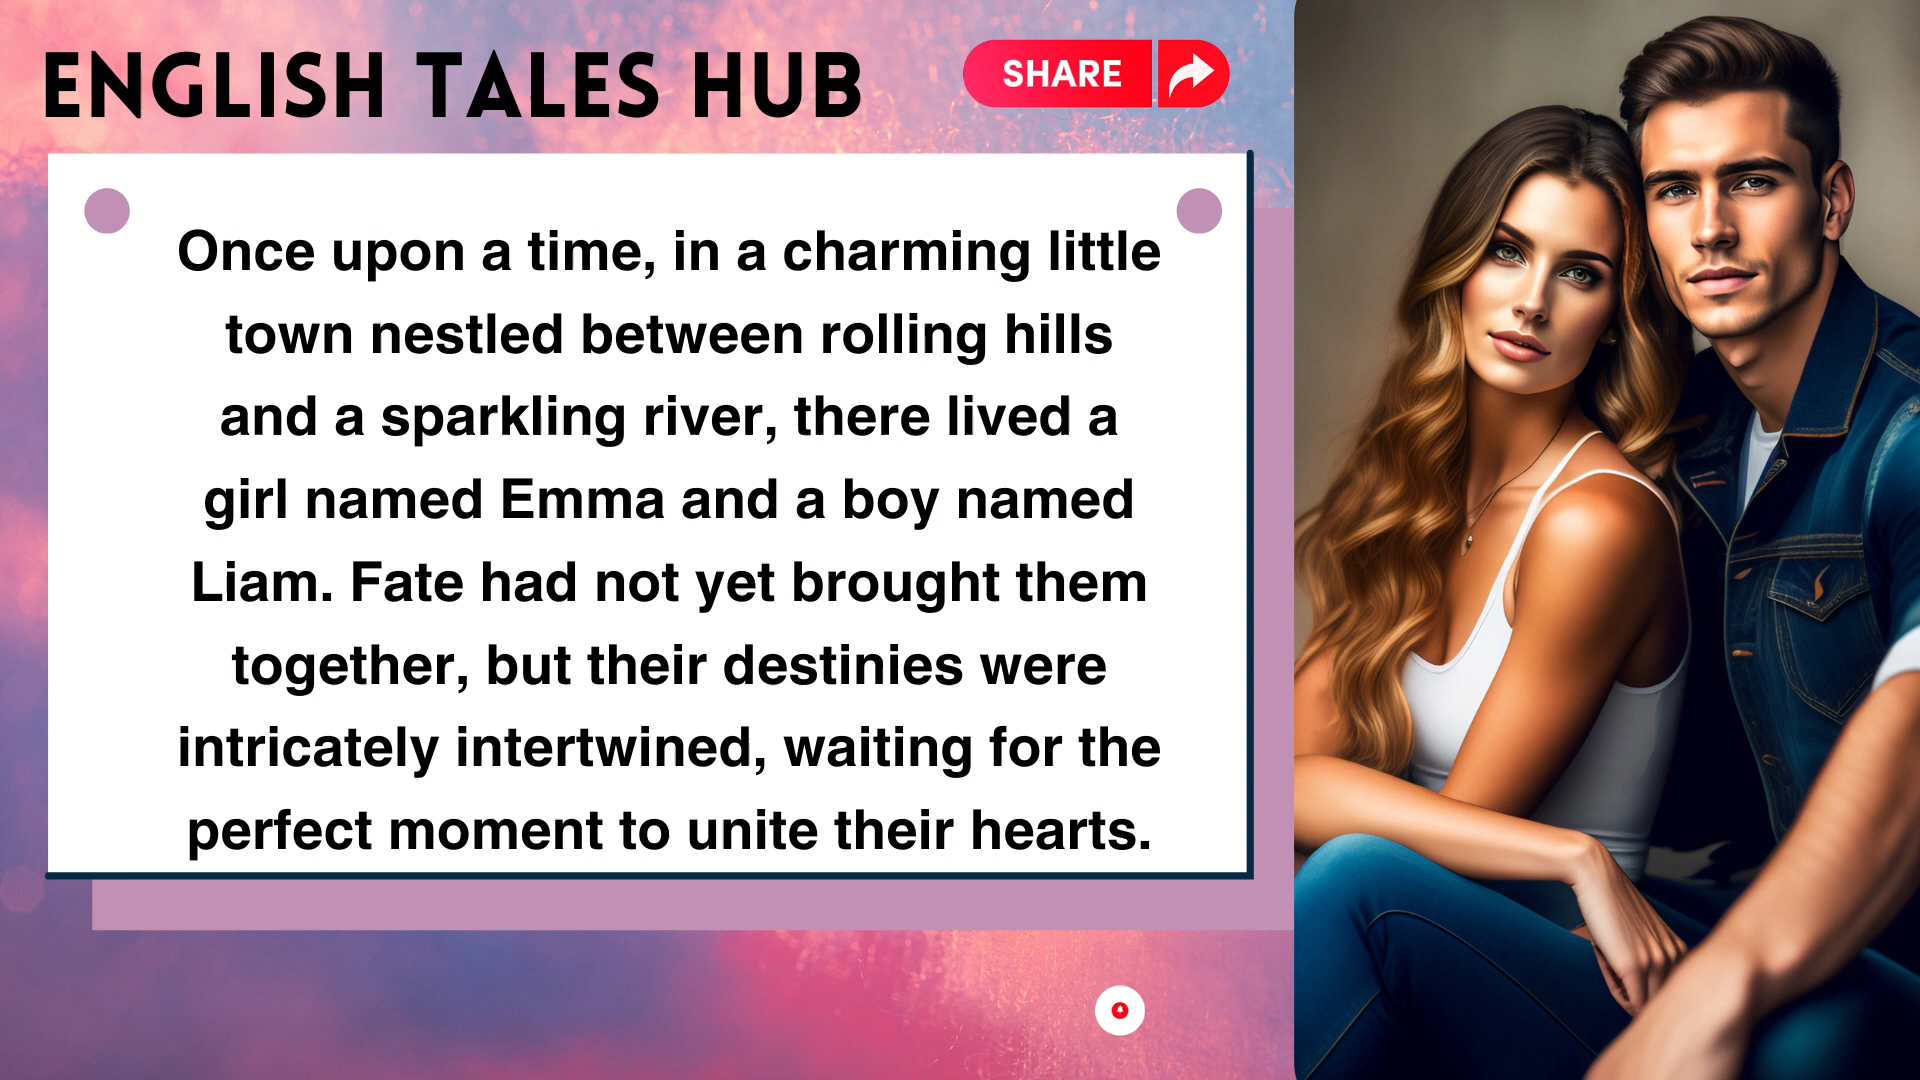 ENGLISH TALES HUB
SHARE
Once upon a time, in a charming little
town nestled between rolling hills
and a sparkling river, there lived a
girl named Emma and a boy named
Liam. Fate had not yet brought them
together, but their destinies were
intricately intertwined, waiting for the
perfect moment to unite their hearts.